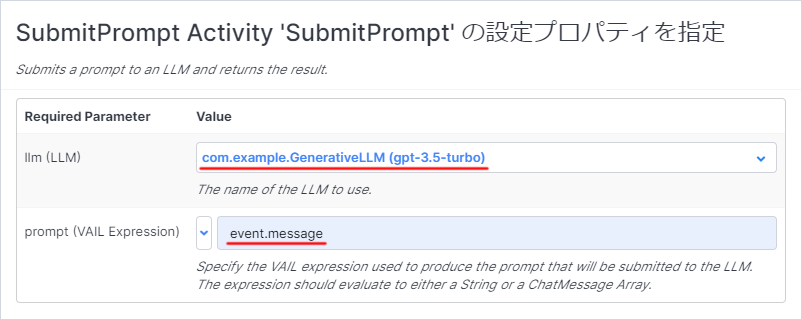 SubmitPrompt Activity 'SubmitPrompt' の設定プロパティを指定
Submits a prompt to an LLM and returns the result.
Required Parameter Value
llm (LLM) com.example.GenerativeLLM (gpt-3.5-turbo)
The name of the LLM to use.
prompt (VAIL Expression) event.message
Specify the VAIL expression used to produce the prompt that will be submitted to the LLM.
The expression should evaluate to either a String or a ChatMessage Array.